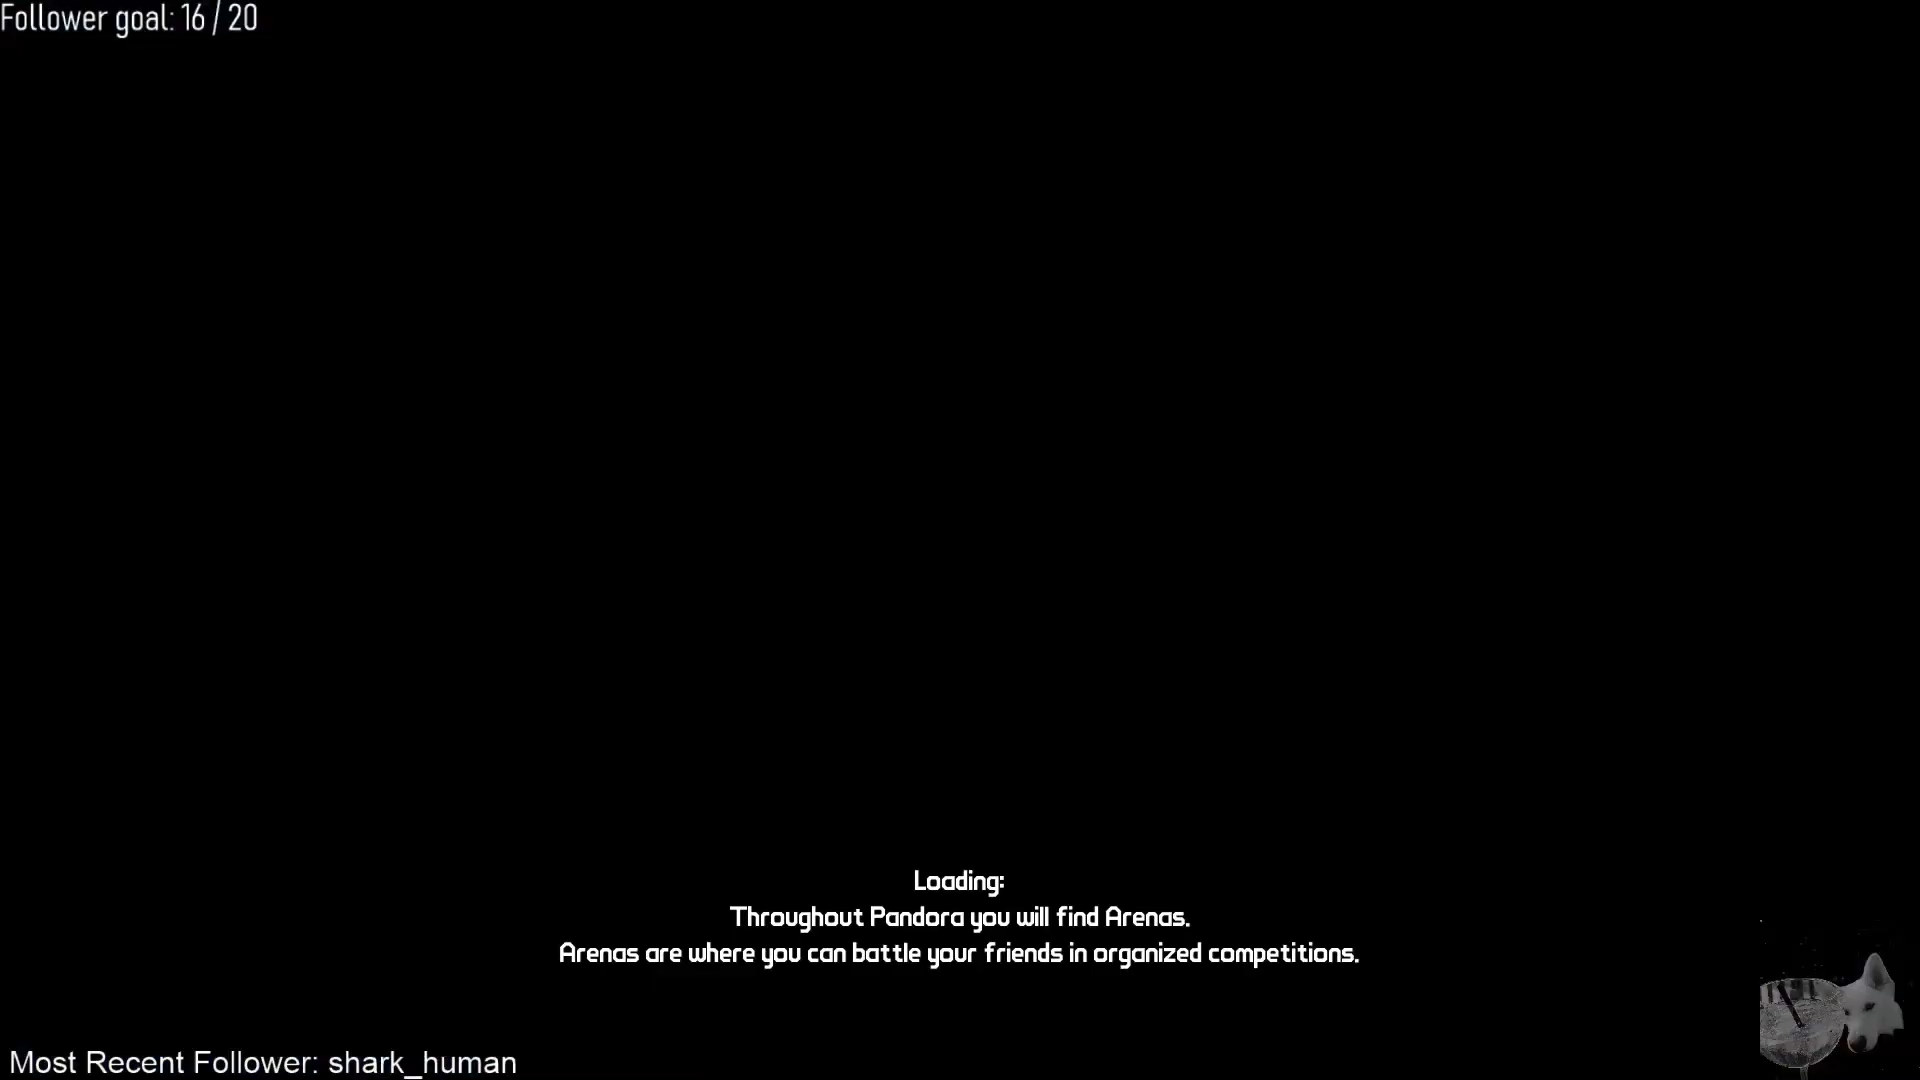 Follower goal: 16 / 20
Loading:
Throughout Pandora you will find Arenas.
Arenas are where you can battle your friends in organized competitions.
Most Recent Follower: shark_human